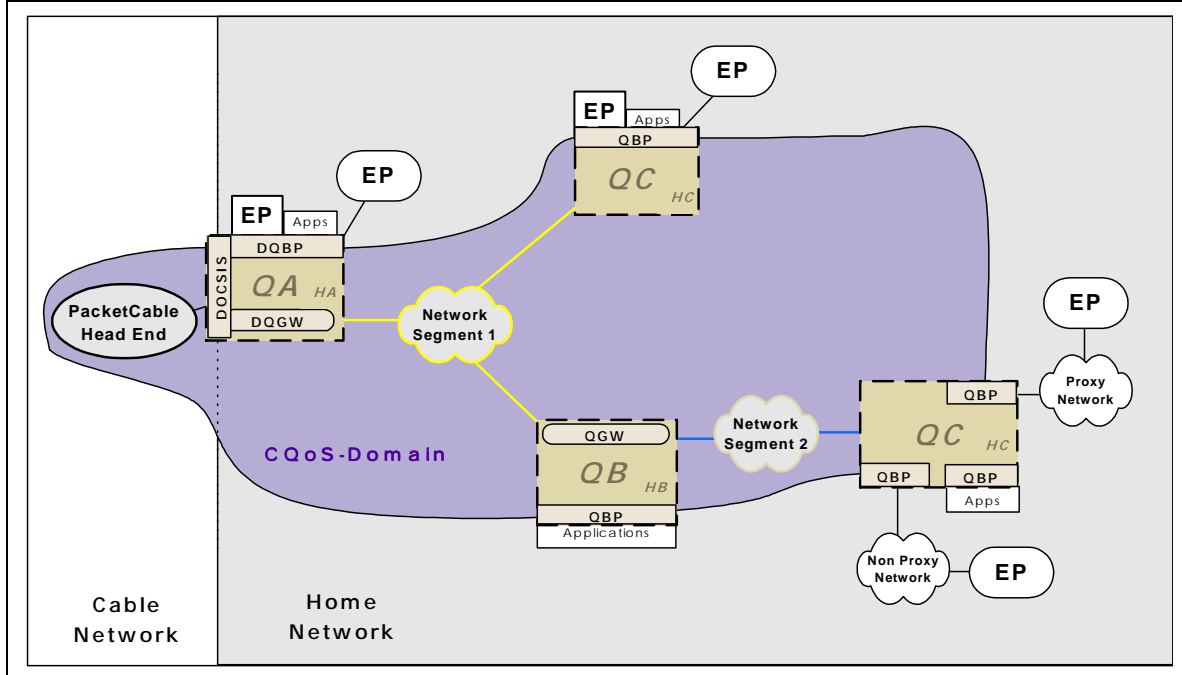 EP
EP
Apps
QBP
QC
HC
EP
EP
Apps
DQBP
DOCSIS
QA
HA
DQGW
PacketCable
Head End
Network
Segment 1
EP
Proxy
Network
QBP
QC
HC
QBP
QBP
Apps
Network
Segment 2
QGW
QB
HB
QBP
Applications
CQoS-Domain
Non Proxy
Network
EP
Cable
Network
Home
Network